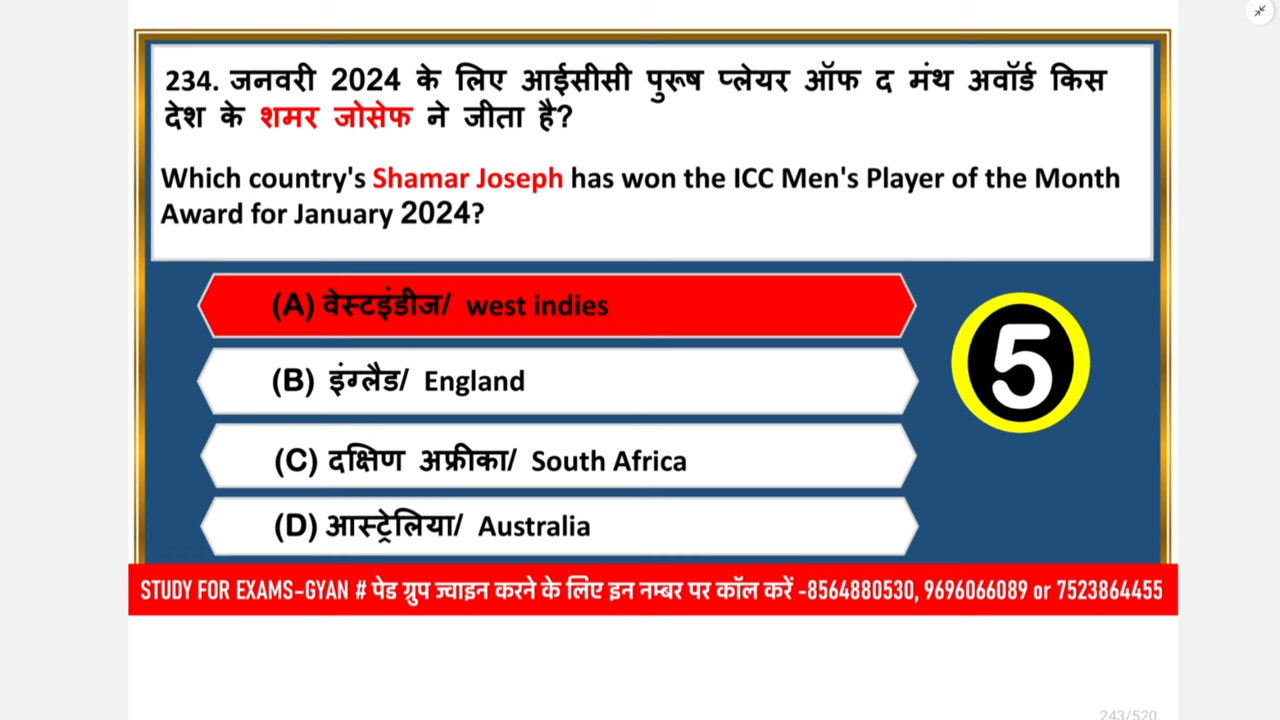 234. जनवरी 2024 के लिए आईसीसी पुरूष प्लेयर ऑफ द मंथ अवॉर्ड किस
देश के शमर जोसेफ ने जीता है?
Which country's Shamar Joseph has won the ICC Men's Player of the Month
Award for January 2024?
(A) वेस्टइंडीज/ west indies
(B) इंग्लैड/ England
5
(C) दक्षिण अफ्रीका/ South Africa
(D) आस्ट्रेलिया/ Australia
STUDY FOR EXAMS-GYAN # पेड ग्रुप ज्वाइन करने के लिए इन नम्बर पर कॉल करें -8564880530, 9696066089 or 7523864455
243/520